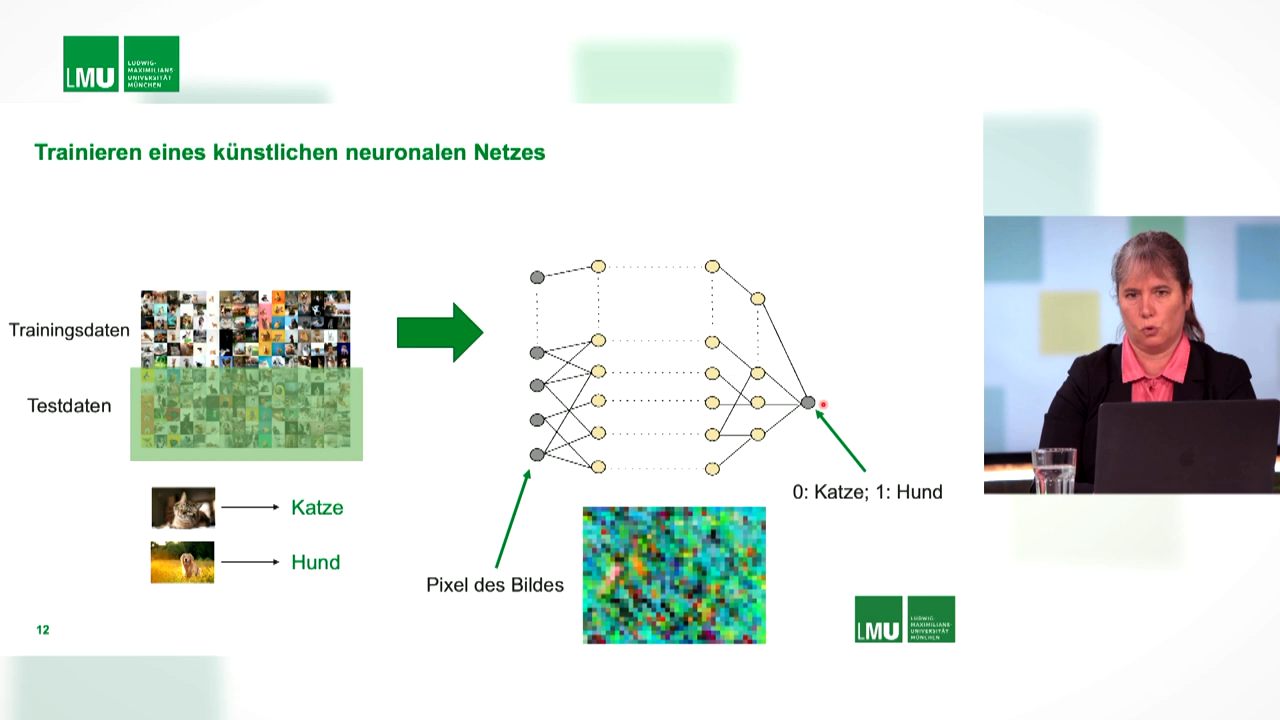 LMU
LUDWIG-
MAXIMILIANS-
UNIVERSITÄT
MÜNCHEN
Trainieren eines künstlichen neuronalen Netzes
Trainingsdaten
Testdaten
Katze
Hund
Pixel des Bildes
0: Katze; 1: Hund
12
LMU
LUDWIG-
MAXIMILIANS-
UNIVERSITÄT
MÜNCHEN